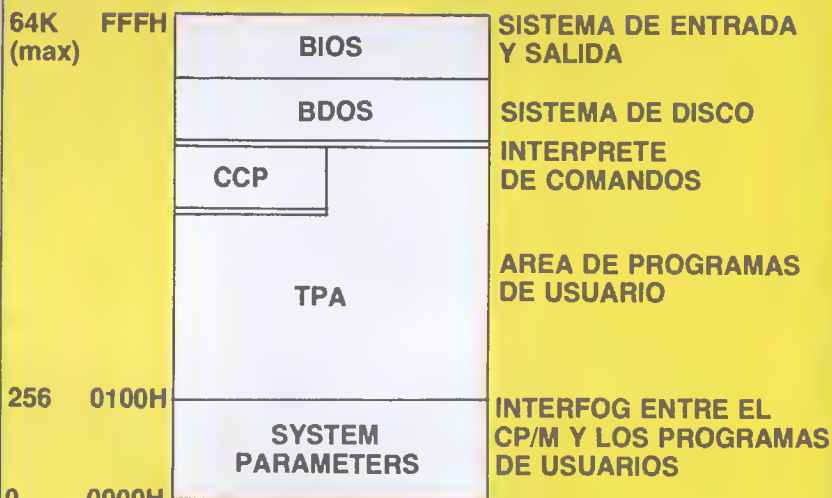 64K FFFH
(max)
BIOS
SISTEMA DE ENTRADA
Y SALIDA
BDOS
SISTEMA DE DISCO
CCP
INTERPRETE
DE COMANDOS
TPA
AREA DE PROGRAMAS
DE USUARIO
256 0100H
SYSTEM
PARAMETERS
INTERFOG ENTRE EL
CP/M Y LOS PROGRAMAS
DE USUARIOS
0 0000H